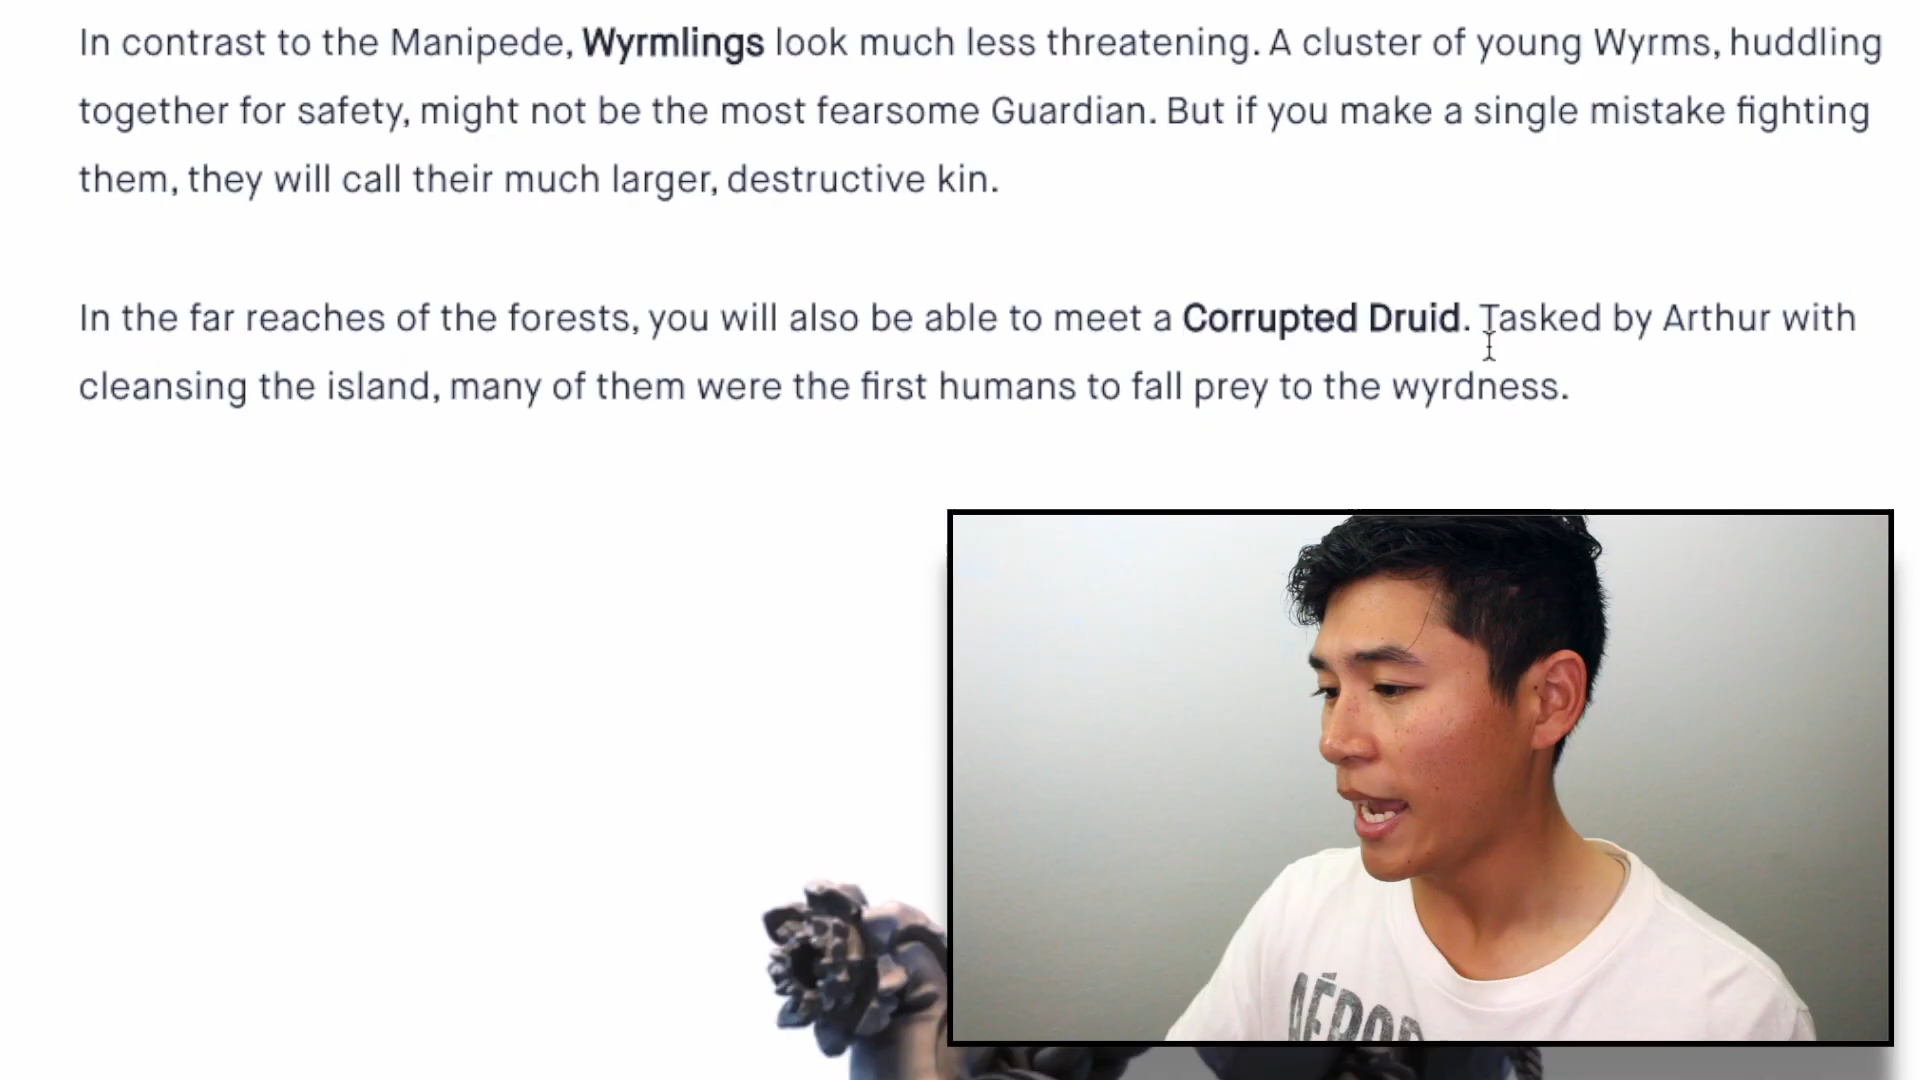 In contrast to the Manipede, Wyrmlings look much less threatening. A cluster of young Wyrms, huddling
together for safety, might not be the most fearsome Guardian. But if you make a single mistake fighting
them, they will call their much larger, destructive kin.
In the far reaches of the forests, you will also be able to meet a Corrupted Druid. Tasked by Arthur with
cleansing the island, many of them were the first humans to fall prey to the wyrdness.